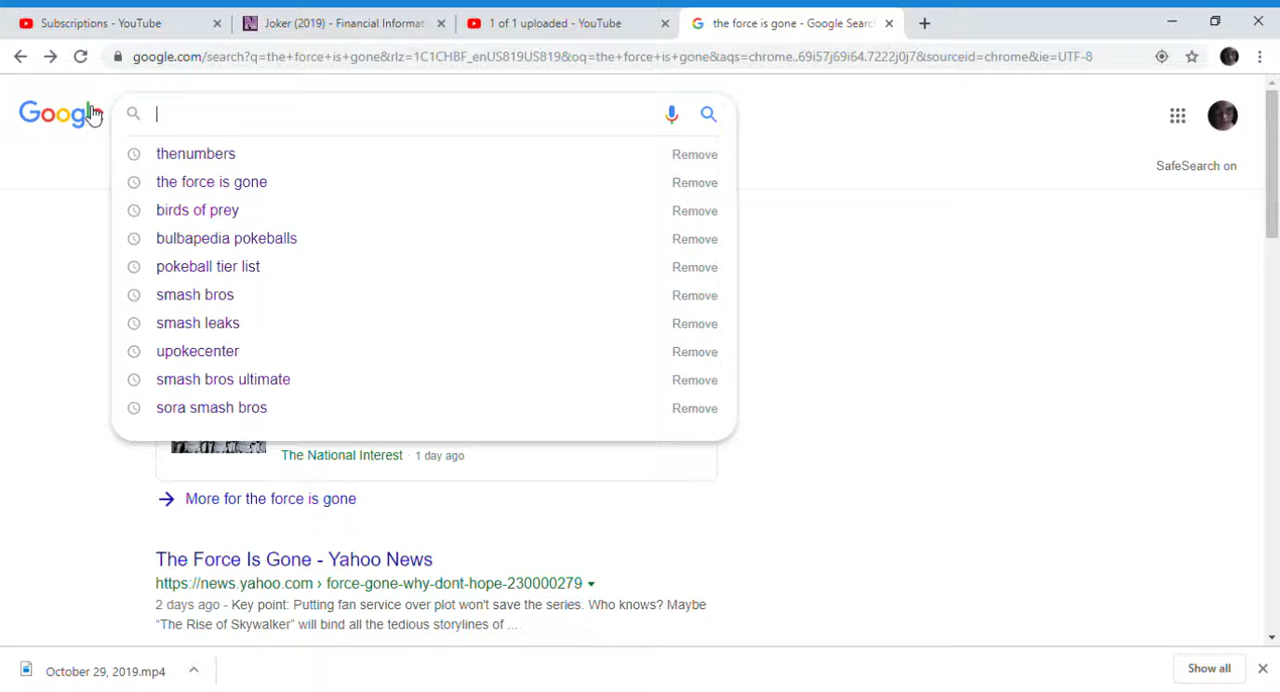 Subscriptions - YouTube
Joker (2019) - Financial Informat
1 of 1 uploaded - YouTube
the force is gone - Google Searc
google.com/search?q=the+force+is+gone&rlz=1C1CHBF_enUS819US819&oq=the+force+is+gone&aqs=chrome..69i57j69i64.7222j0j7&sourceid=chrome&ie=UTF-8
Google
SafeSearch on
thenumbers Remove
the force is gone Remove
birds of prey Remove
bulbapedia pokeballs Remove
pokeball tier list Remove
smash bros Remove
smash leaks Remove
upokecenter Remove
smash bros ultimate Remove
sora smash bros Remove
The National Interest · 1 day ago
More for the force is gone
The Force Is Gone - Yahoo News
https://news.yahoo.com › force-gone-why-dont-hope-230000279
2 days ago - Key point: Putting fan service over plot won't save the series. Who knows? Maybe
“The Rise of Skywalker” will bind all the tedious storylines of ...
October 29, 2019.mp4
Show all